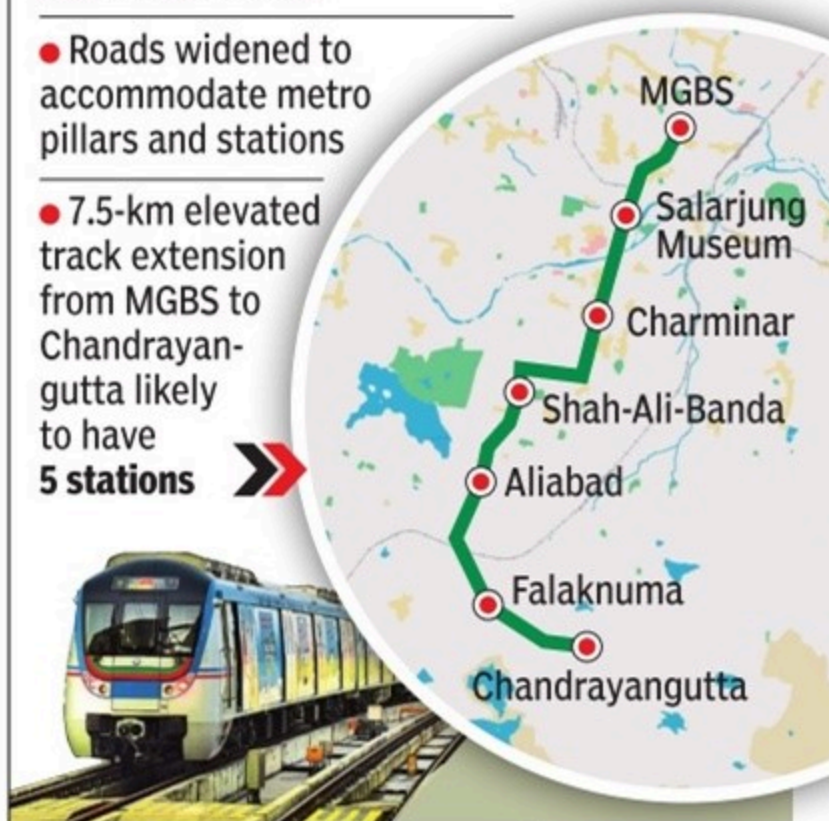 ● Roads widened to
accommodate metro
pillars and stations
● 7.5-km elevated
track extension
from MGBS to
Chandrayan-
gutta likely
to have
5 stations
MGBS
Salarjung
Museum
Charminar
Shah-Ali-Banda
Aliabad
Falaknuma
Chandrayangutta